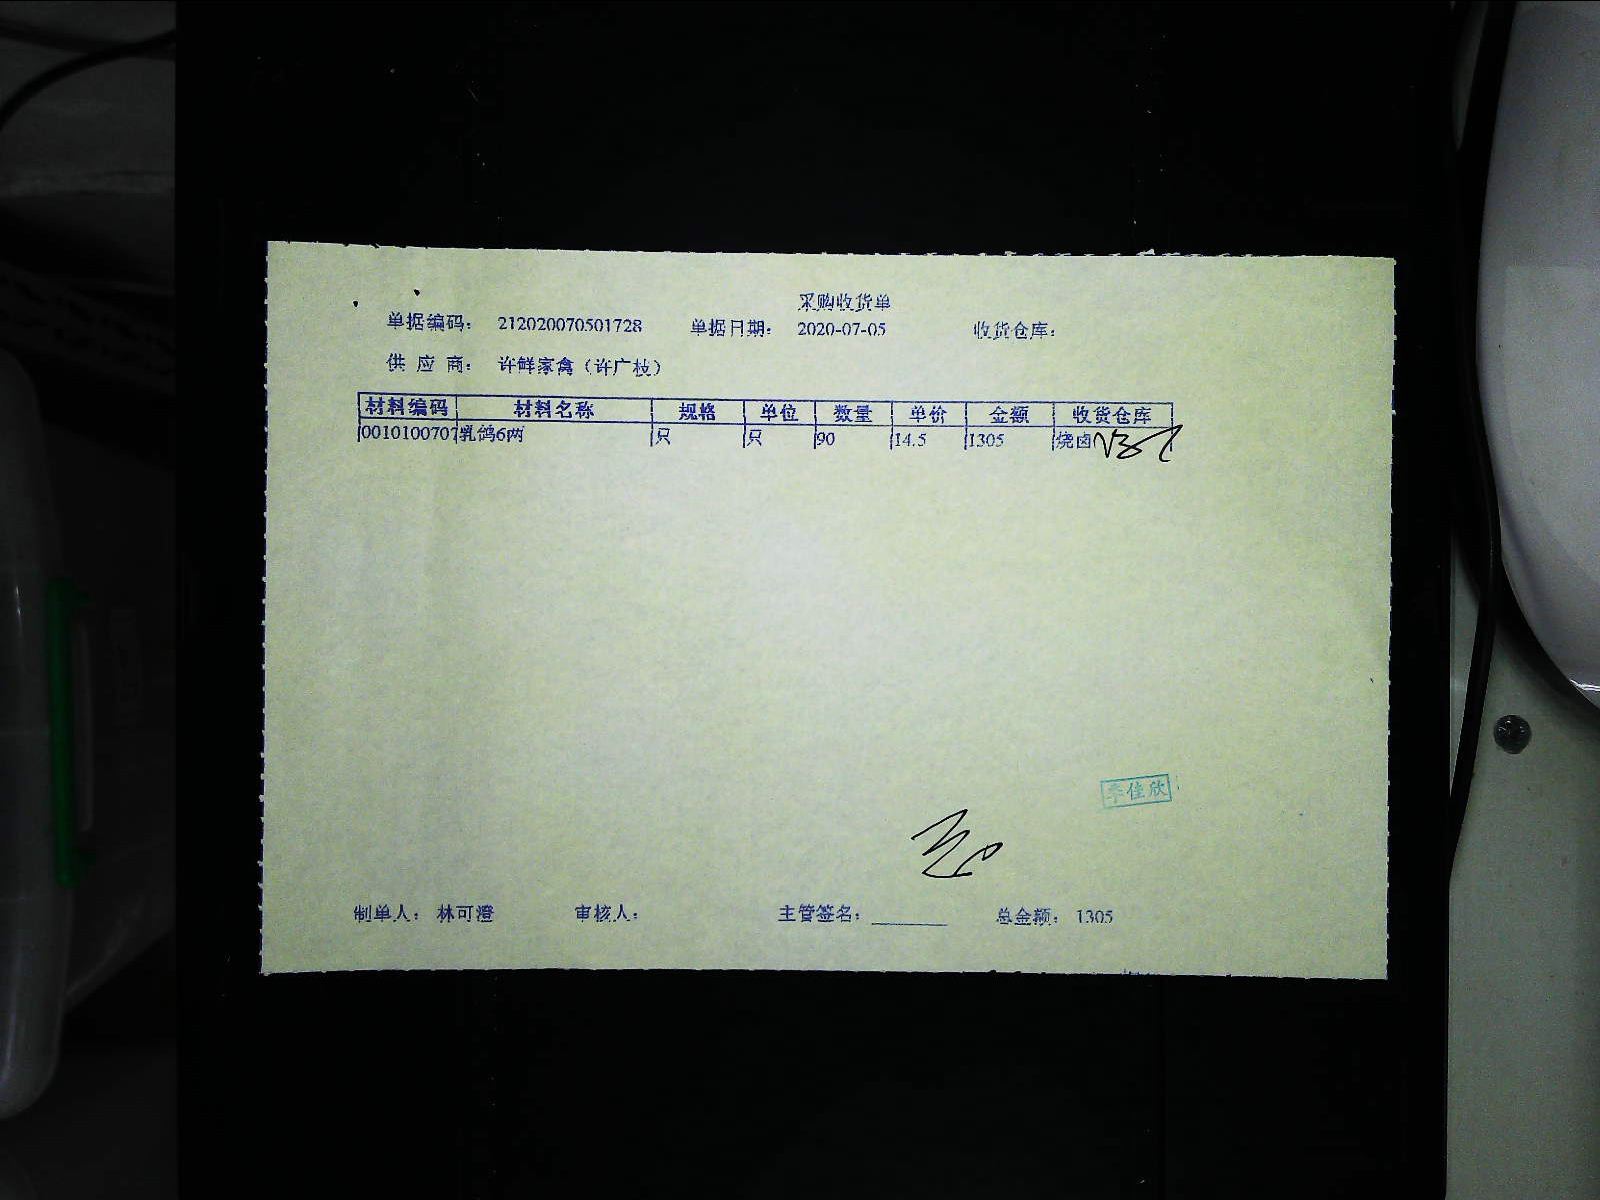 采购收货单
单据编码： 212020070501728 单据日期： 2020-07-05 收货仓库：
供 应 商： 许鲜家禽（许广枝）
材料编码 材料名称 规格 单位 数量 单价 金额 收货仓库
0010100707 乳鸽6两 只 只 90 14.5 1305 烧卤
李佳欣
制单人： 林可澄 审核人： 主管签名： 总金额： 1305